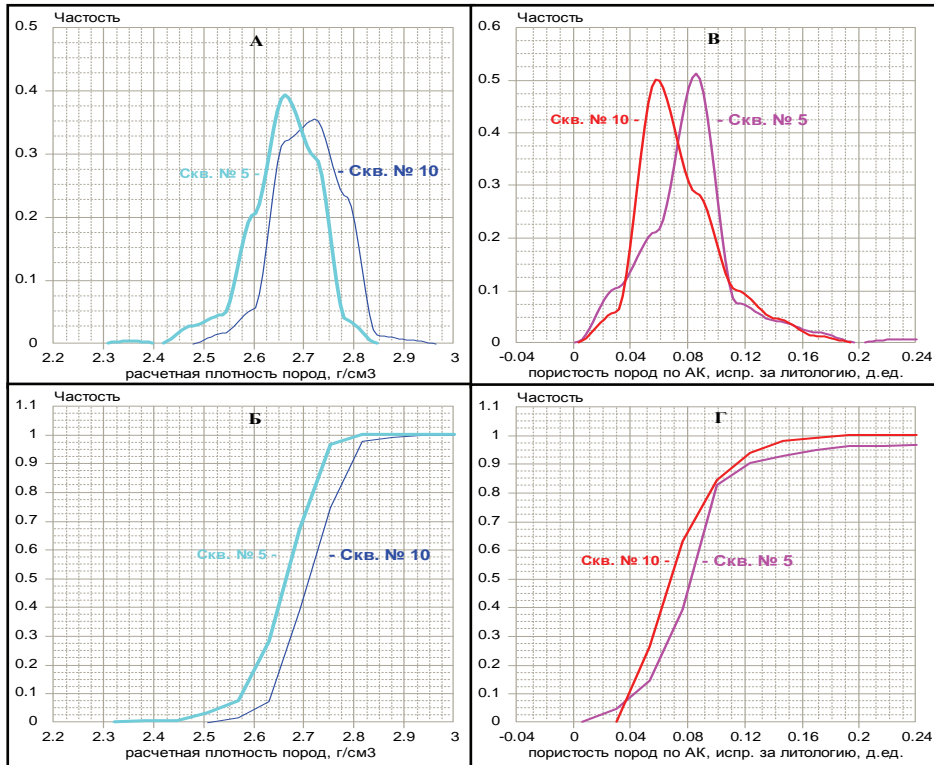 Частость
А
0.5
0.4
0.3
0.2
0.1
0
Скв. № 5 -
- Скв. № 10
2.2 2.3 2.4 2.5 2.6 2.7 2.8 2.9 3
расчетная плотность пород, г/см3
Частость
В
0.6
0.5
0.4
0.3
0.2
0.1
0
Скв. № 10 -
- Скв. № 5
-0.04 0 0.04 0.08 0.12 0.16 0.20 0.24
пористость пород по АК, испр. за литологию, д.ед.
Частость
Б
1.1
1
0.9
0.8
0.7
0.6
0.5
0.4
0.3
0.2
0.1
0
Скв. № 5 -
- Скв. № 10
2.2 2.3 2.4 2.5 2.6 2.7 2.8 2.9 3
расчетная плотность пород, г/см3
Частость
Г
1.1
1
0.9
0.8
0.7
0.6
0.5
0.4
0.3
0.2
0.1
0
Скв. № 10 -
- Скв. № 5
-0.04 0 0.04 0.08 0.12 0.16 0.20 0.24
пористость пород по АК, испр. за литологию, д.ед.